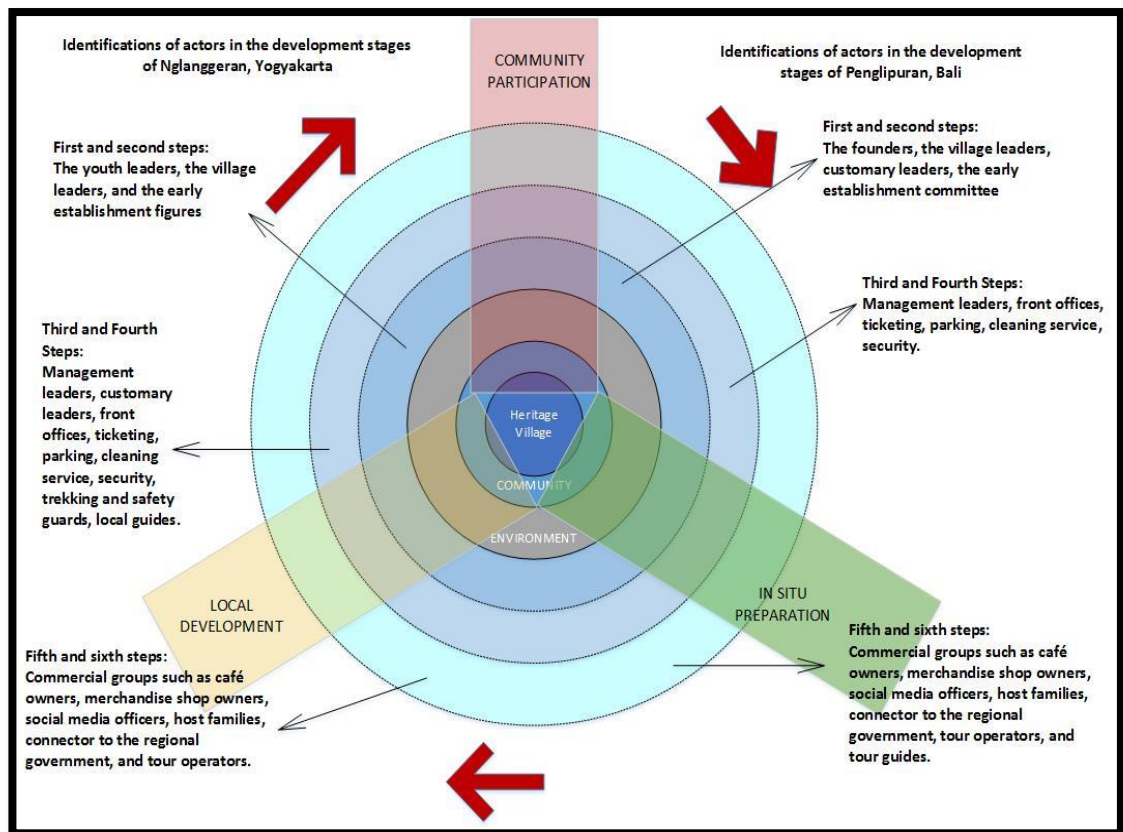 Identifications of actors in the development stages
of Nglanggeran, Yogyakarta
COMMUNITY
PARTICIPATION
Identifications of actors in the development
stages of Penglipuran, Bali
First and second steps:
The youth leaders, the village
leaders, and the early
establishment figures
First and second steps:
The founders, the village leaders,
customary leaders, the early
establishment committee
Third and Fourth
Steps:
Management
leaders, customary
leaders, front
offices, ticketing,
parking, cleaning
service, security,
trekking and safety
guards, local guides.
Third and Fourth Steps:
Management leaders, front offices,
ticketing, parking, cleaning service,
security.
Heritage
Village
COMMUNITY
ENVIRONMENT
LOCAL
DEVELOPMENT
IN SITU
PREPARATION
Fifth and sixth steps:
Commercial groups such as café
owners, merchandise shop owners,
social media officers, host families,
connector to the regional
government, and tour operators.
Fifth and sixth steps:
Commercial groups such as café
owners, merchandise shop owners,
social media officers, host families,
connector to the regional
government, tour operators, and
tour guides.